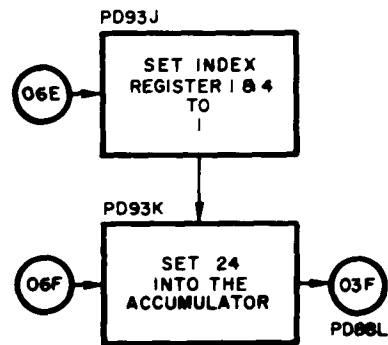 PD93J
06E
SET INDEX
REGISTER 1 & 4
TO
1
PD93K
06F
SET 24
INTO THE
ACCUMULATOR
03F
PD88L